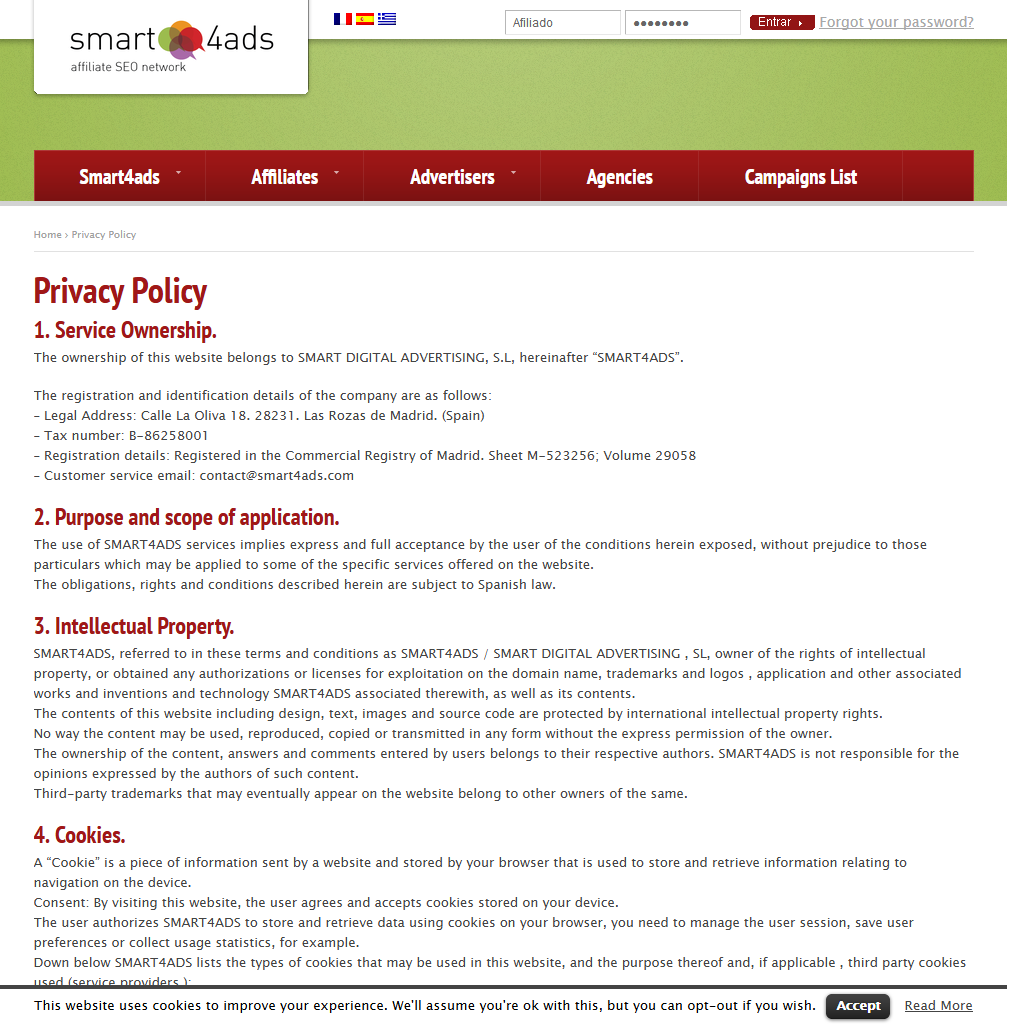 smart 4ads
affiliate SEO network
Afiliado
Entrar
Forgot your password?
Smart4ads
Affiliates
Advertisers
Agencies
Campaigns List
Home › Privacy Policy
Privacy Policy
1. Service Ownership.
The ownership of this website belongs to SMART DIGITAL ADVERTISING, S.L, hereinafter “SMART4ADS”.
The registration and identification details of the company are as follows:
– Legal Address: Calle La Oliva 18. 28231. Las Rozas de Madrid. (Spain)
– Tax number: B-86258001
– Registration details: Registered in the Commercial Registry of Madrid. Sheet M-523256; Volume 29058
– Customer service email: contact@smart4ads.com
2. Purpose and scope of application.
The use of SMART4ADS services implies express and full acceptance by the user of the conditions herein exposed, without prejudice to those
particulars which may be applied to some of the specific services offered on the website.
The obligations, rights and conditions described herein are subject to Spanish law.
3. Intellectual Property.
SMART4ADS, referred to in these terms and conditions as SMART4ADS / SMART DIGITAL ADVERTISING , SL, owner of the rights of intellectual
property, or obtained any authorizations or licenses for exploitation on the domain name, trademarks and logos , application and other associated
works and inventions and technology SMART4ADS associated therewith, as well as its contents.
The contents of this website including design, text, images and source code are protected by international intellectual property rights.
No way the content may be used, reproduced, copied or transmitted in any form without the express permission of the owner.
The ownership of the content, answers and comments entered by users belongs to their respective authors. SMART4ADS is not responsible for the
opinions expressed by the authors of such content.
Third-party trademarks that may eventually appear on the website belong to other owners of the same.
4. Cookies.
A “Cookie” is a piece of information sent by a website and stored by your browser that is used to store and retrieve information relating to
navigation on the device.
Consent: By visiting this website, the user agrees and accepts cookies stored on your device.
The user authorizes SMART4ADS to store and retrieve data using cookies on your browser, you need to manage the user session, save user
preferences or collect usage statistics, for example.
Down below SMART4ADS lists the types of cookies that may be used in this website, and the purpose thereof and, if applicable , third party cookies
used (service providers ):
This website uses cookies to improve your experience. We'll assume you're ok with this, but you can opt-out if you wish. Accept Read More